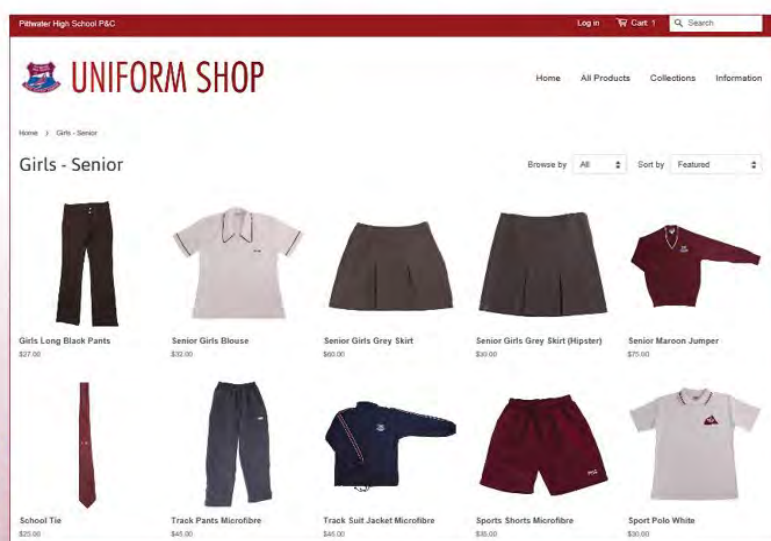 Pittwater High School P&C
Log in Cart 1 Search
UNIFORM SHOP
Home All Products Collections Information
Home > Girls - Senior
Girls - Senior
Browse by All Sort by Featured
Girls Long Black Pants Senior Girls Blouse Senior Girls Grey Skirt Senior Girls Grey Skirt (Hipster) Senior Maroon Jumper
$27.00 $32.00 $60.00 $30.00 $75.00
School Tie Track Pants Microfibre Track Suit Jacket Microfibre Sports Shorts Microfibre Sport Polo White
$25.00 $45.00 $30.00